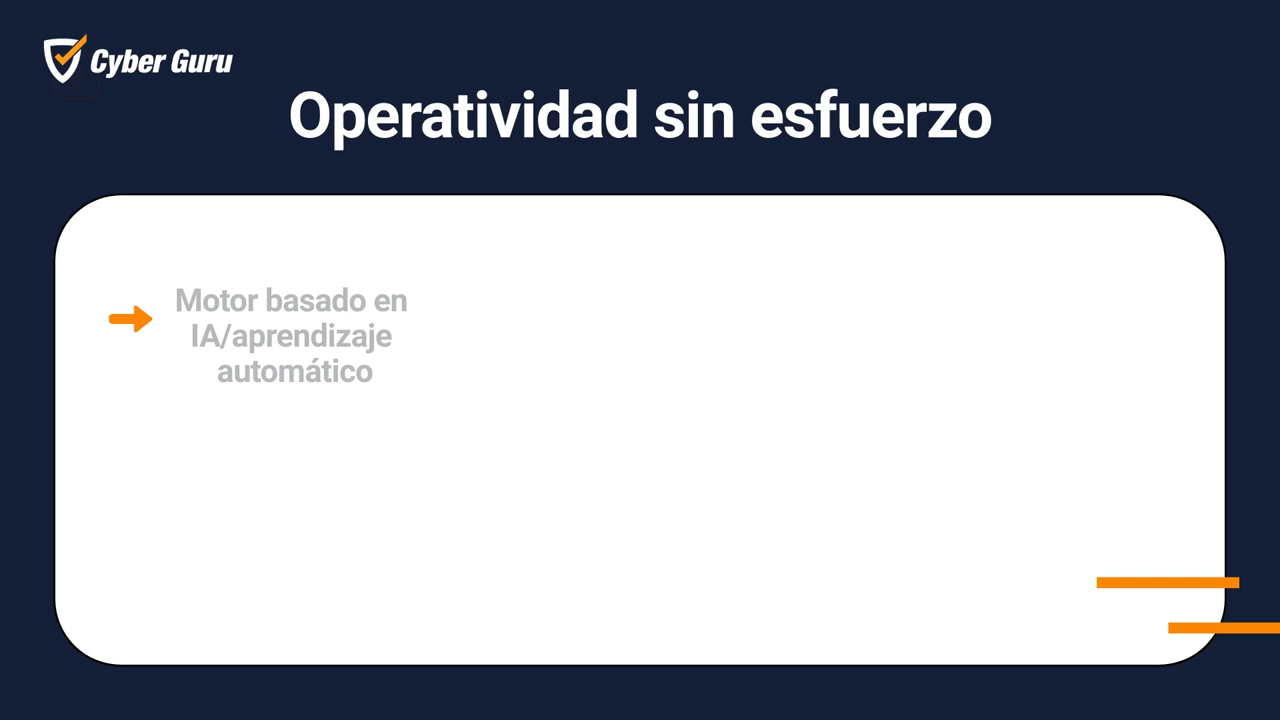 Cyber Guru
Operatividad sin esfuerzo
Motor basado en
IA/aprendizaje
automático